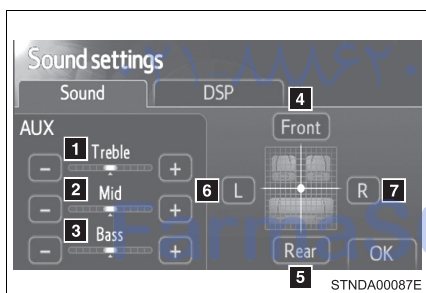 Sound settings
Sound DSP
AUX
4
Front
1 Treble
- +
6 L R 7
2 Mid
- +
3 Bass
- +
Rear OK
5
STNDA00087E